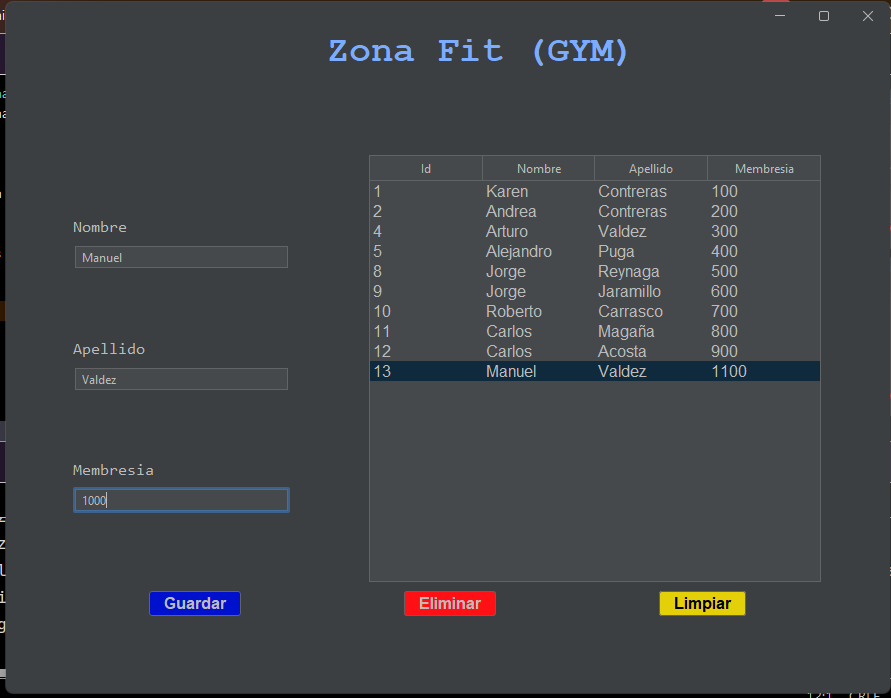 Zona Fit (GYM)
Nombre
Manuel
Apellido
Valdez
Membresia
1000
Id Nombre Apellido Membresia
1 Karen Contreras 100
2 Andrea Contreras 200
4 Arturo Valdez 300
5 Alejandro Puga 400
8 Jorge Reynaga 500
9 Jorge Jaramillo 600
10 Roberto Carrasco 700
11 Carlos Magaña 800
12 Carlos Acosta 900
13 Manuel Valdez 1100
Guardar Eliminar Limpiar